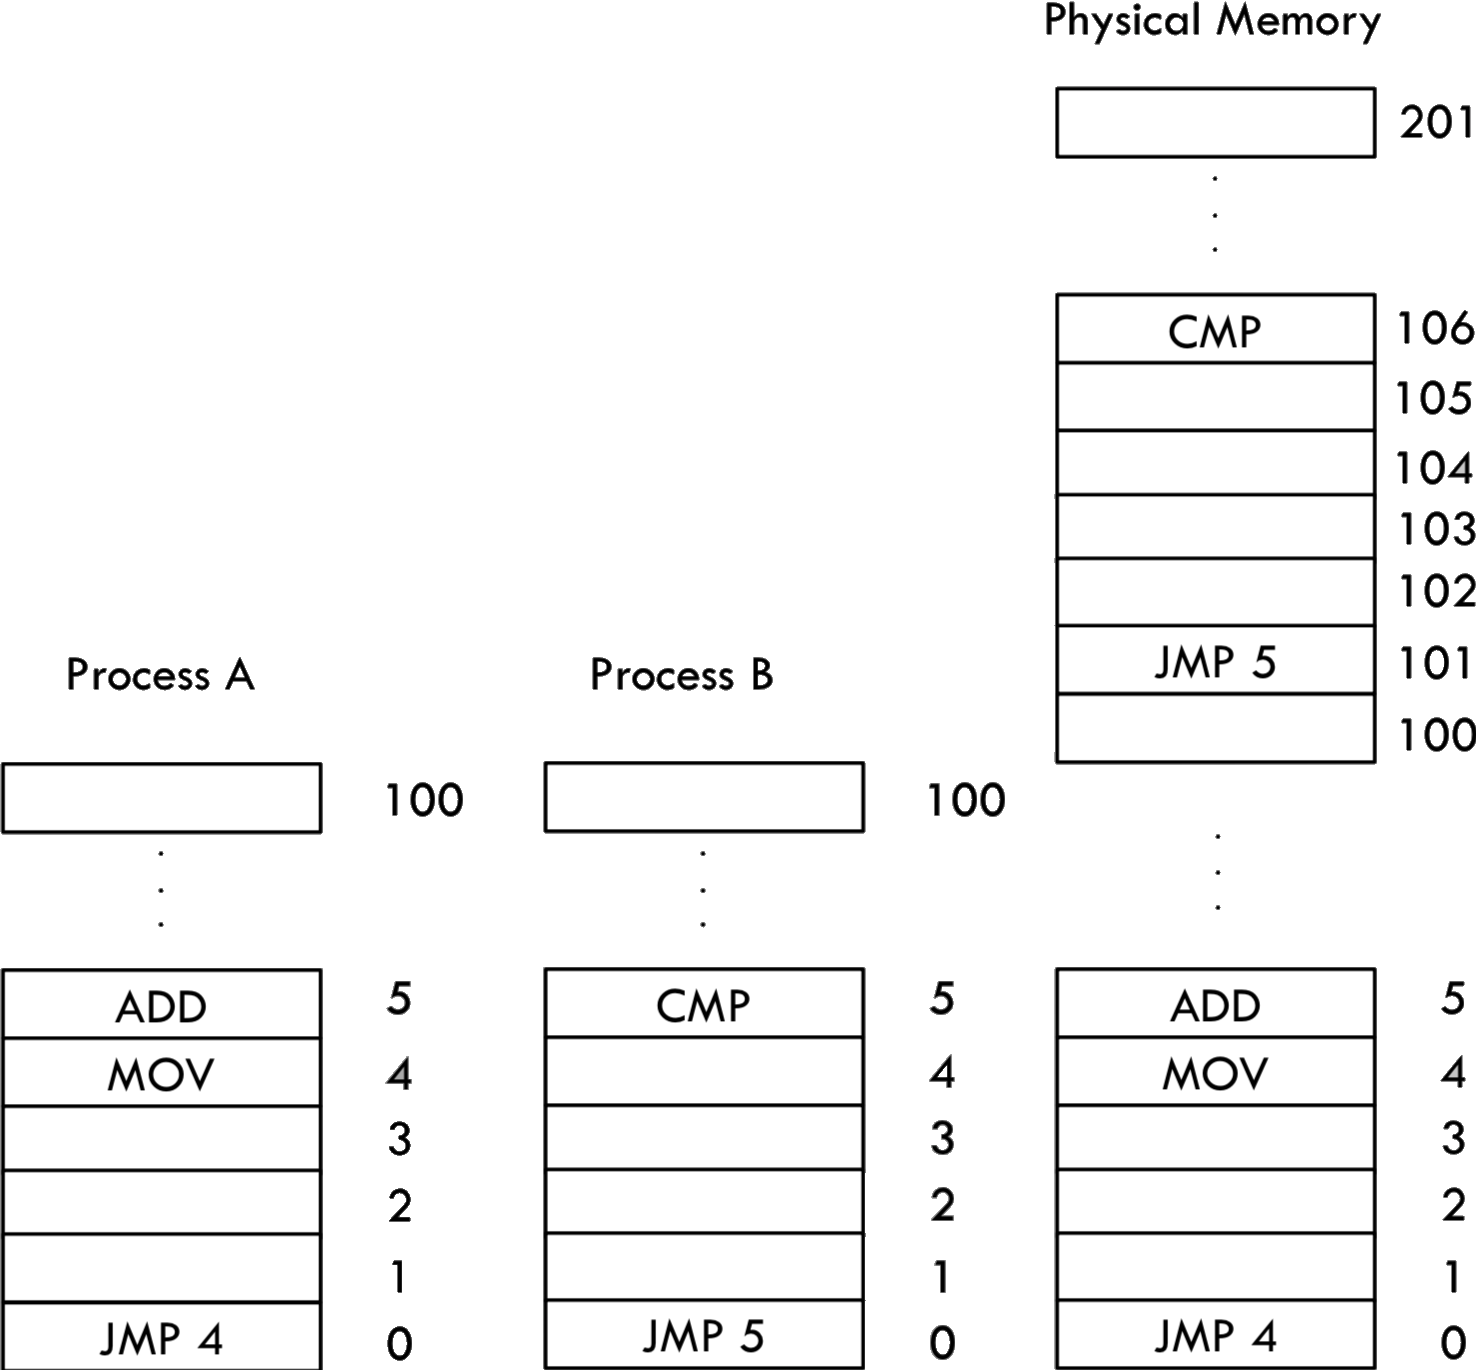 Physical Memory
201
CMP 106
105
104
103
102
JMP 5 101
100
Process A
100
ADD 5
MOV 4
3
2
1
JMP 4 0
Process B
100
CMP 5
4
3
2
1
JMP 5 0
ADD 5
MOV 4
3
2
1
JMP 4 0